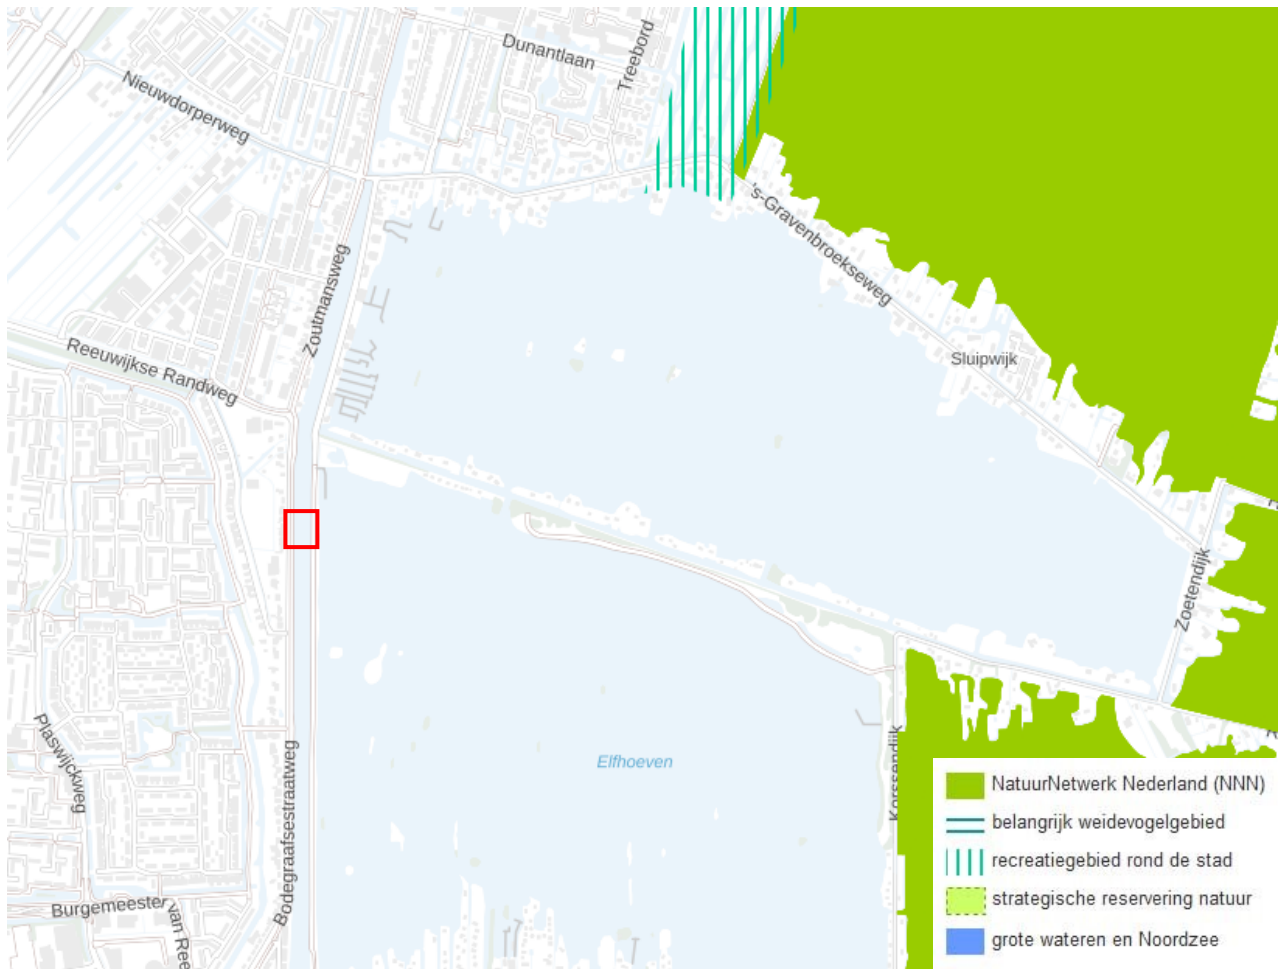 Dunantlaan
Treebord
Nieuwdorperweg
's-Gravenbroekseweg
Zoutmansweg
Sluipwijk
Reeuwijkse Randweg
Zoetendijk
Plaswijckweg
Bodegraafsestraatweg
Elfhoeven
Korssendijk
Burgemeester van Ree
NatuurNetwerk Nederland (NNN)
belangrijk weidevogelgebied
recreatiegebied rond de stad
strategische reservering natuur
grote wateren en Noordzee